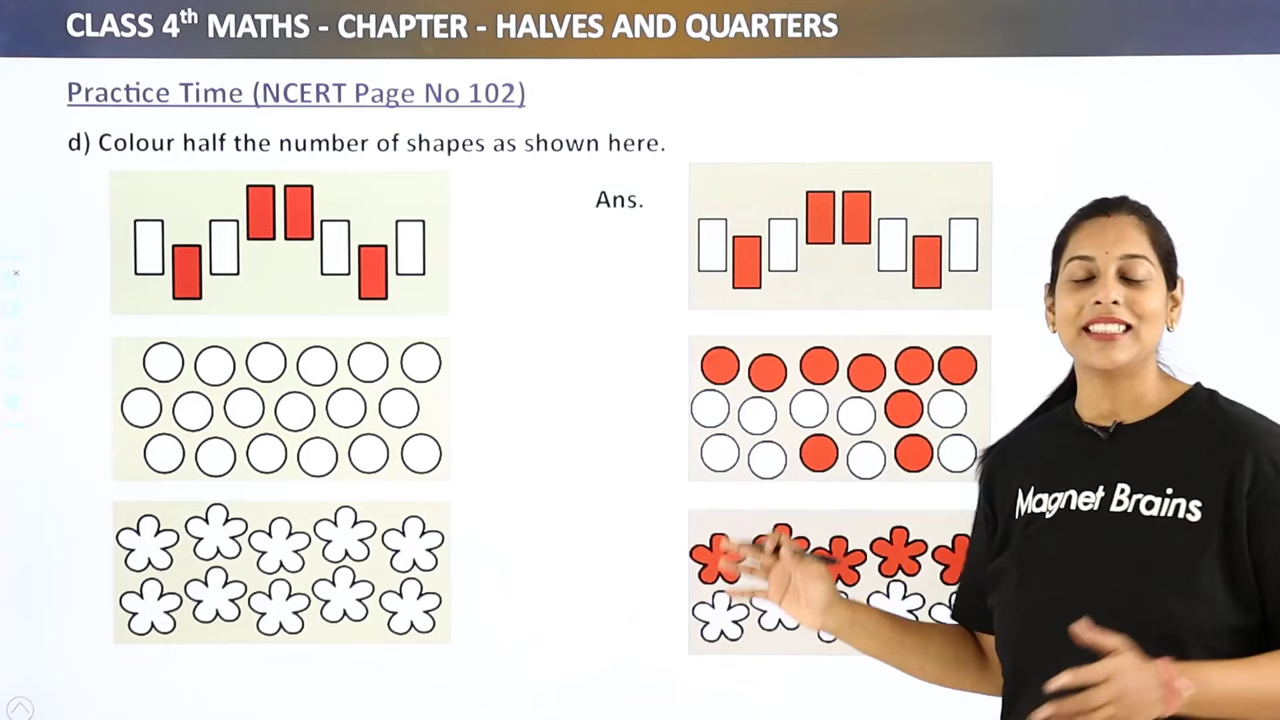 CLASS 4th MATHS - CHAPTER - HALVES AND QUARTERS
Practice Time (NCERT Page No 102)
d) Colour half the number of shapes as shown here.
Ans.
Magnet Brains